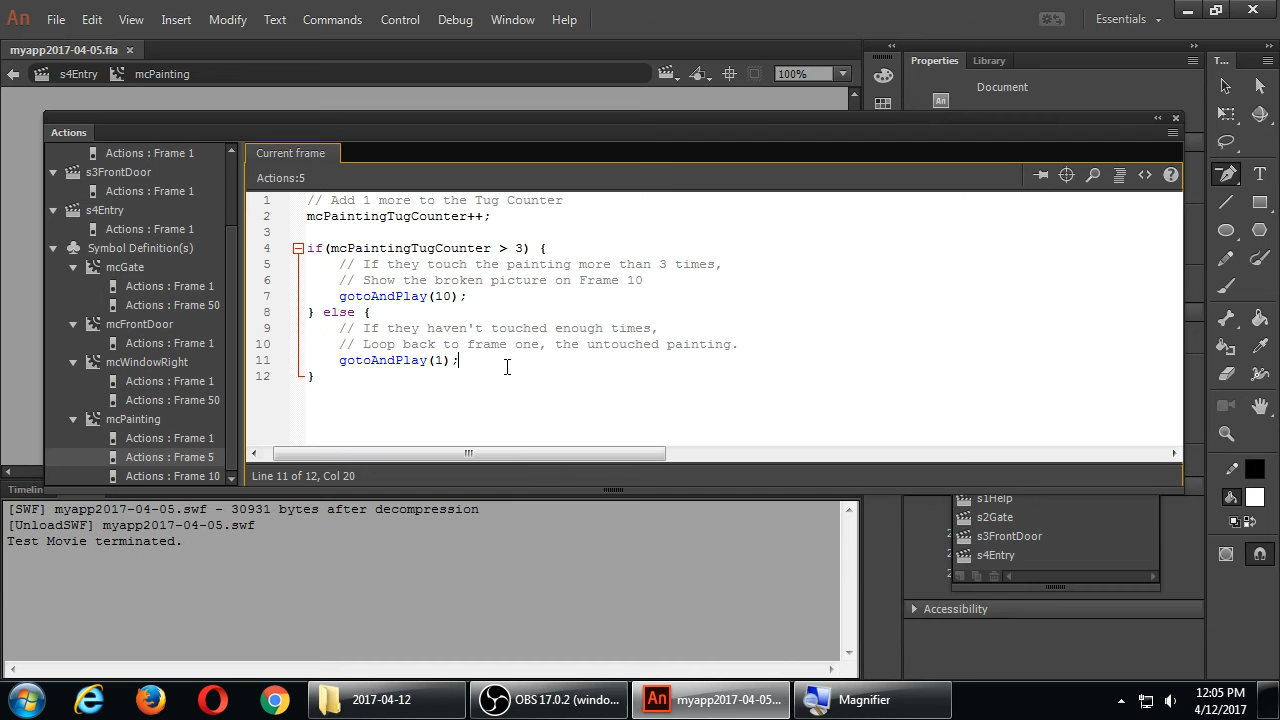 An File Edit View Insert Modify Text Commands Control Debug Window Help Essentials
myapp2017-04-05.fla ×
s4Entry mcPainting 100%
Properties Library T...
Document
An
Actions
Current frame
Actions:5
Actions : Frame 1
s3FrontDoor
Actions : Frame 1
s4Entry
Actions : Frame 1
Symbol Definition(s)
mcGate
Actions : Frame 1
Actions : Frame 50
mcFrontDoor
Actions : Frame 1
mcWindowRight
Actions : Frame 1
Actions : Frame 50
mcPainting
Actions : Frame 1
Actions : Frame 5
Actions : Frame 10
1 // Add 1 more to the Tug Counter
2 mcPaintingTugCounter++;
3
4 if(mcPaintingTugCounter > 3) {
5 // If they touch the painting more than 3 times,
6 // Show the broken picture on Frame 10
7 gotoAndPlay(10);
8 } else {
9 // If they haven't touched enough times,
10 // Loop back to frame one, the untouched painting.
11 gotoAndPlay(1);
12 }
Line 11 of 12, Col 20
Timelin
[SWF] myapp2017-04-05.swf - 30931 bytes after decompression
[UnloadSWF] myapp2017-04-05.swf
Test Movie terminated.
s1Help
s2Gate
s3FrontDoor
s4Entry
Accessibility
2017-04-12
OBS 17.0.2 (windo...
An myapp2017-04-05...
Magnifier
12:05 PM
4/12/2017